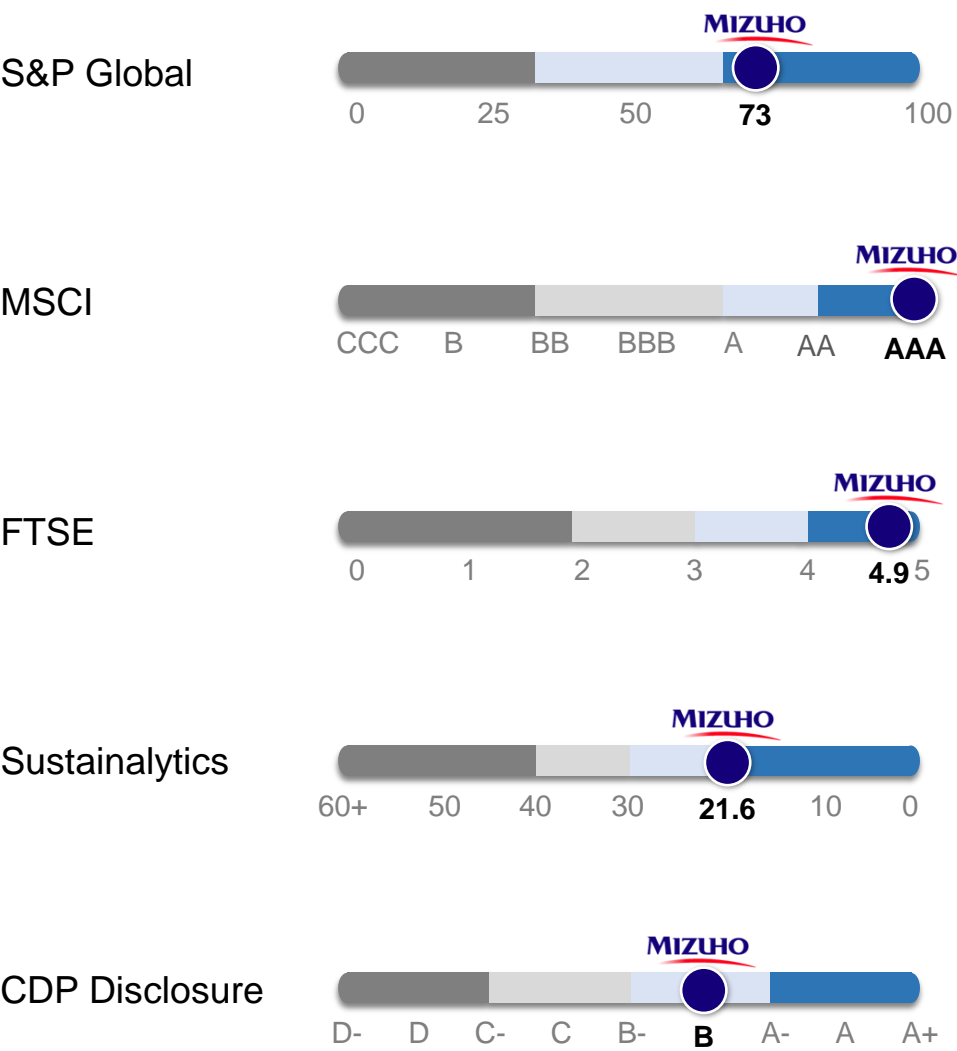 MIZUHO
S&P Global
0 25 50 73 100
MIZUHO
MSCI
CCC B BB BBB A AA AAA
MIZUHO
FTSE
0 1 2 3 4 4.9 5
MIZUHO
Sustainalytics
60+ 50 40 30 21.6 10 0
MIZUHO
CDP Disclosure
D- D C- C B- B A- A A+